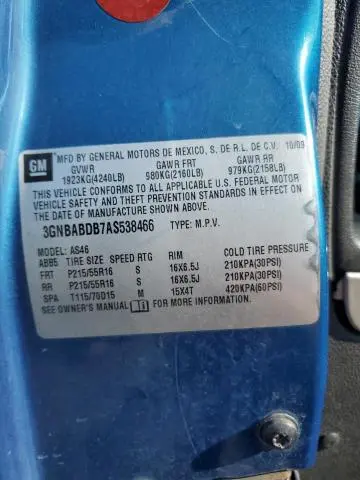 GM MFD BY GENERAL MOTORS DE MEXICO, S. DE R.L. DE C.V. 10/09
GVWR GAWR FRT GAWR RR
1923KG(4240LB) 980KG(2160LB) 979KG(2158LB)
THIS VEHICLE CONFORMS TO ALL APPLICABLE U.S. FEDERAL MOTOR
VEHICLE SAFETY AND THEFT PREVENTION STANDARDS IN EFFECT ON
THE DATE OF MANUFACTURE SHOWN ABOVE.
3GNBABDB7AS538466 TYPE: M.P.V.
MODEL: AS46
ABB5 TIRE SIZE SPEED RTG RIM COLD TIRE PRESSURE
FRT P215/55R16 S 16X6.5J 210KPA(30PSI)
RR P215/55R16 S 16X6.5J 210KPA(30PSI)
SPA T115/70D15 M 15X4T 420KPA(60PSI)
SEE OWNER'S MANUAL FOR MORE INFORMATION.